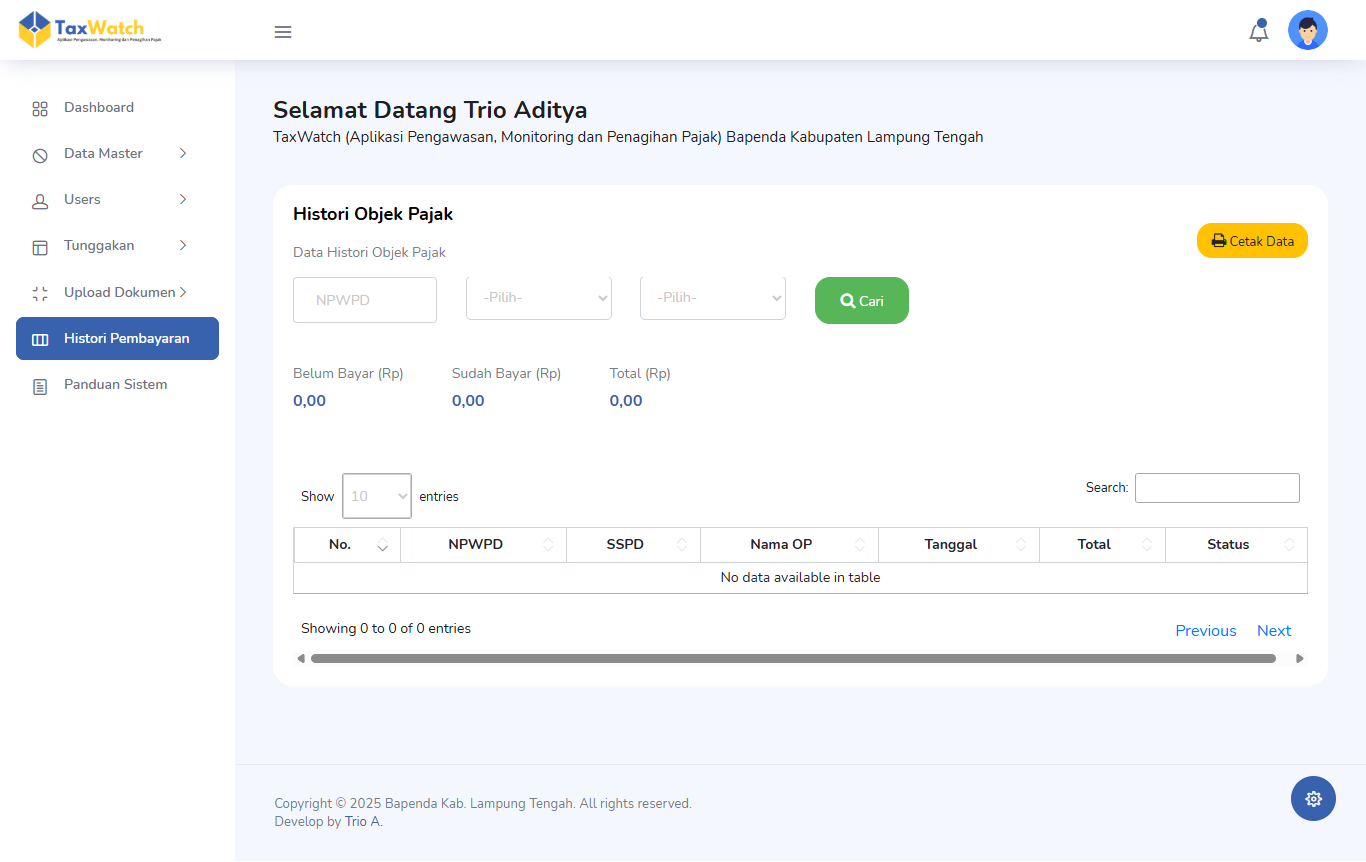 TaxWatch
Aplikasi Pengawasan, Monitoring dan Penagihan Pajak
Dashboard
Data Master
Users
Tunggakan
Upload Dokumen
Histori Pembayaran
Panduan Sistem
Selamat Datang Trio Aditya
TaxWatch (Aplikasi Pengawasan, Monitoring dan Penagihan Pajak) Bapenda Kabupaten Lampung Tengah
Histori Objek Pajak
Data Histori Objek Pajak
Cetak Data
NPWPD -Pilih- -Pilih- Cari
Belum Bayar (Rp) Sudah Bayar (Rp) Total (Rp)
0,00 0,00 0,00
Show 10 entries Search:
No. NPWPD SSPD Nama OP Tanggal Total Status
No data available in table
Showing 0 to 0 of 0 entries Previous Next
Copyright © 2025 Bapenda Kab. Lampung Tengah. All rights reserved.
Develop by Trio A.